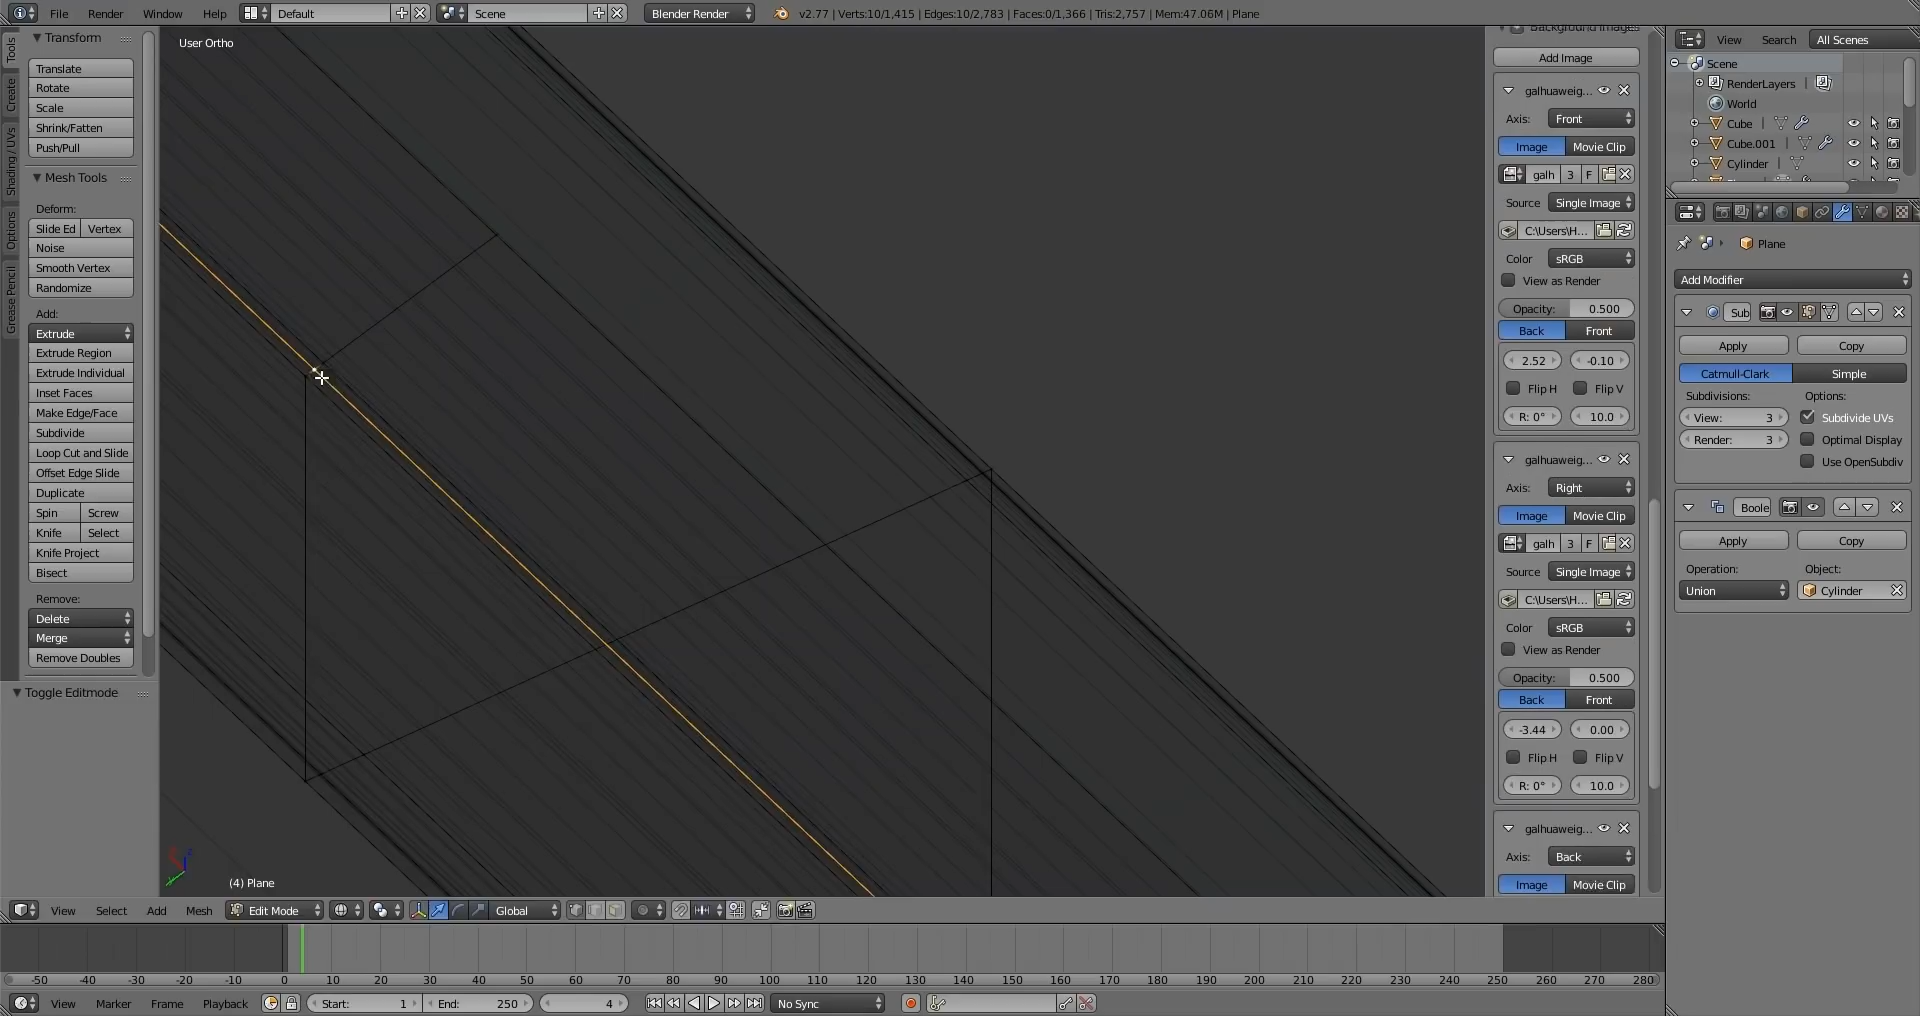 File Render Window Help Default Scene Blender Render v2.77 | Verts:10/1,415 | Edges:10/2,783 | Faces:0/1,366 | Tris:2,757 | Mem:47.06M | Plane
Tools
Create
Shading / UVs
Options
Grease Pencil
Transform
Translate
Rotate
Scale
Shrink/Fatten
Push/Pull
Mesh Tools
Deform:
Slide Ed Vertex
Noise
Smooth Vertex
Randomize
Add:
Extrude
Extrude Region
Extrude Individual
Inset Faces
Make Edge/Face
Subdivide
Loop Cut and Slide
Offset Edge Slide
Duplicate
Spin Screw
Knife Select
Knife Project
Bisect
Remove:
Delete
Merge
Remove Doubles
Toggle Editmode
User Ortho
(4) Plane
Background Images
Add Image
galhuaweig...
Axis: Front
Image Movie Clip
galh 3 F
Source Single Image
C:\Users\H...
Color sRGB
View as Render
Opacity: 0.500
Back Front
2.52 -0.10
Flip H Flip V
R: 0° 10.0
galhuaweig...
Axis: Right
Image Movie Clip
galh 3 F
Source Single Image
C:\Users\H...
Color sRGB
View as Render
Opacity: 0.500
Back Front
-3.44 0.00
Flip H Flip V
R: 0° 10.0
galhuaweig...
Axis: Back
Image Movie Clip
View Search All Scenes
Scene
RenderLayers |
World
Cube |
Cube.001 |
Cylinder |
Plane
Add Modifier
Sub
Apply Copy
Catmull-Clark Simple
Subdivisions: Options:
View: 3 Subdivide UVs
Render: 3 Optimal Display
Use OpenSubdiv
Boole
Apply Copy
Operation: Object:
Union Cylinder
View Select Add Mesh Edit Mode Global
-50 -40 -30 -20 -10 0 10 20 30 40 50 60 70 80 90 100 110 120 130 140 150 160 170 180 190 200 210 220 230 240 250 260 270 280
View Marker Frame Playback Start: 1 End: 250 4 No Sync